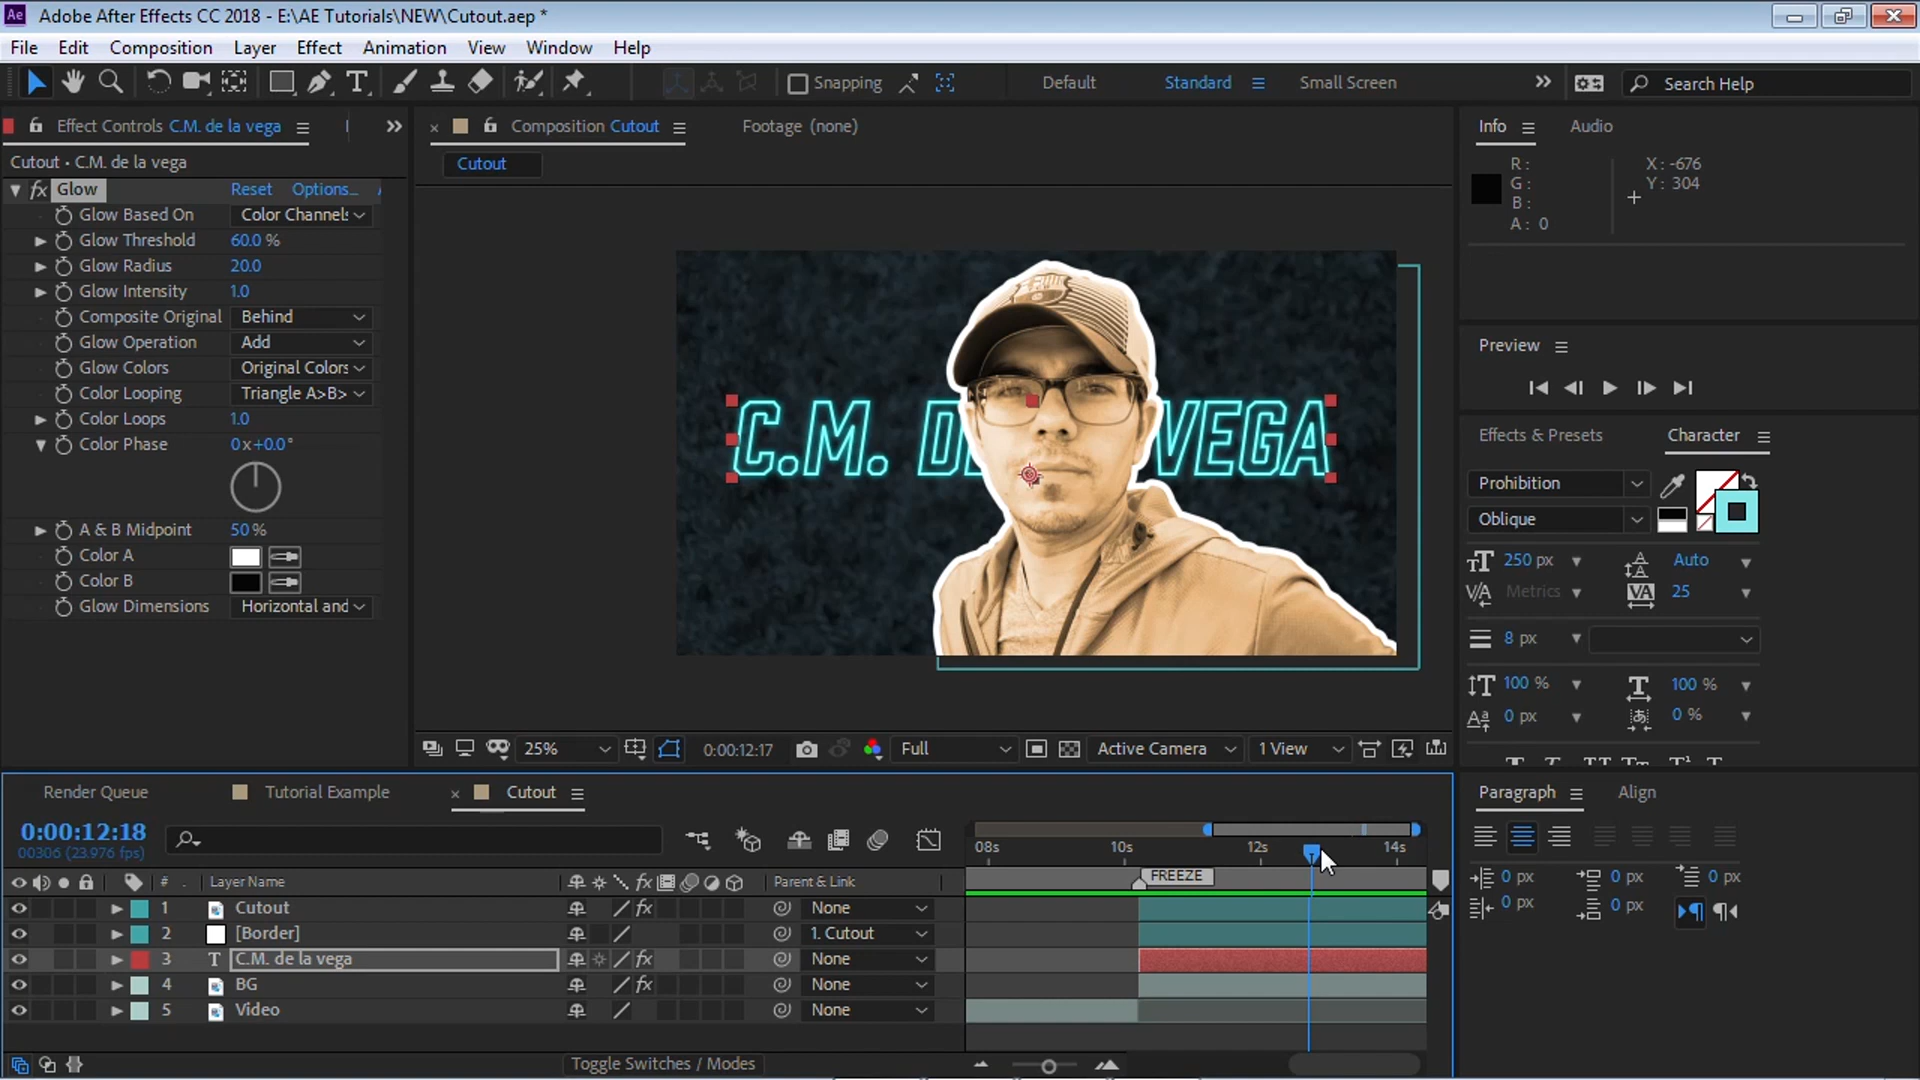 Ae Adobe After Effects CC 2018 - E:\AE Tutorials\NEW\Cutout.aep *
File Edit Composition Layer Effect Animation View Window Help
T Snapping Default Standard Small Screen Search Help
Effect Controls C.M. de la vega
Cutout • C.M. de la vega
fx Glow Reset Options...
Glow Based On Color Channels
Glow Threshold 60.0 %
Glow Radius 20.0
Glow Intensity 1.0
Composite Original Behind
Glow Operation Add
Glow Colors Original Colors
Color Looping Triangle A>B>
Color Loops 1.0
Color Phase 0 x+0.0°
A & B Midpoint 50 %
Color A
Color B
Glow Dimensions Horizontal and
Composition Cutout Footage (none)
Cutout
C.M. DE VEGA
25% 0:00:12:17 Full Active Camera 1 View
Info Audio
R: X: -676
G: Y: 304
B:
A: 0
Preview
Effects & Presets Character
Prohibition
Oblique
250 px Auto
Metrics 25
8 px
100 % 100 %
0 px 0 %
Paragraph Align
0 px 0 px 0 px
0 px 0 px
Render Queue Tutorial Example Cutout
0:00:12:18
00306 (23.976 fps)
08s 10s 12s 14s
# Layer Name fx Parent & Link FREEZE
1 Cutout fx None
2 [Border] 1. Cutout
3 T C.M. de la vega fx None
4 BG fx None
5 Video None
Toggle Switches / Modes